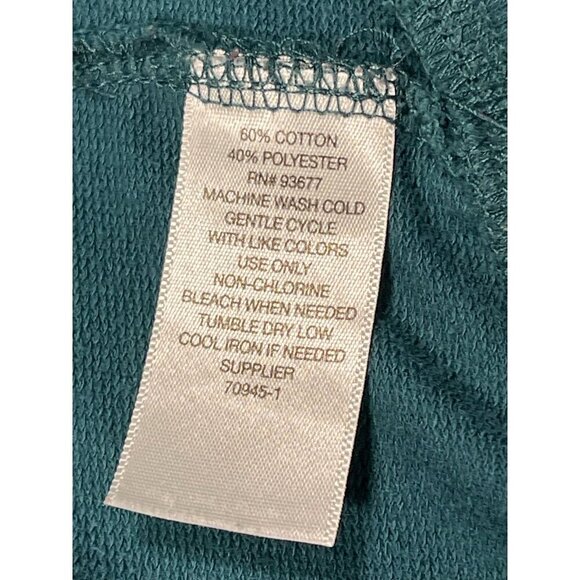 60% COTTON
40% POLYESTER
RN# 93677
MACHINE WASH COLD
GENTLE CYCLE
WITH LIKE COLORS
USE ONLY
NON-CHLORINE
BLEACH WHEN NEEDED
TUMBLE DRY LOW
COOL IRON IF NEEDED
SUPPLIER
70945-1